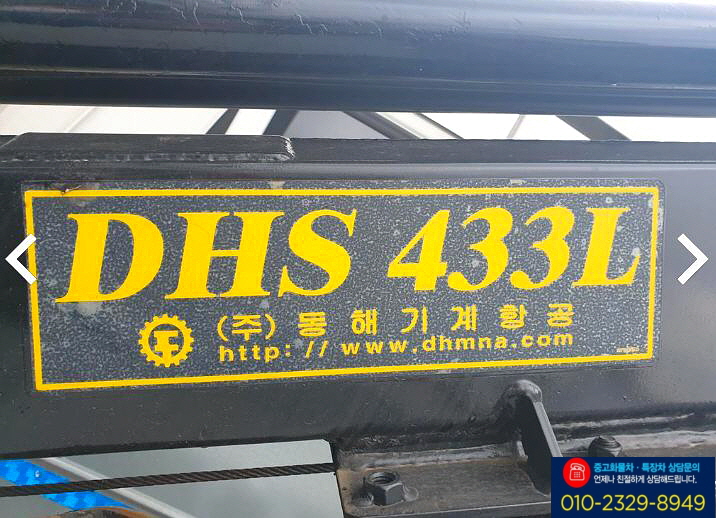 DHS 433L
(주) 동해기계항공
http://www.dhmna.com
중고화물차 · 특장차 상담문의
언제나 친절하게 상담해드립니다.
010-2329-8949